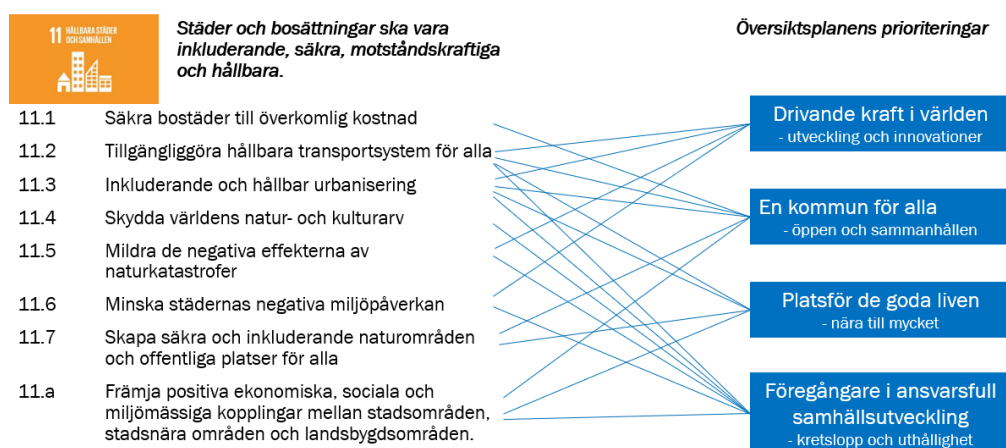 11 HÅLLBARA STÄDER
OCH SAMHÄLLEN
Städer och bosättningar ska vara
inkluderande, säkra, motståndskraftiga
och hållbara.
Översiktsplanens prioriteringar
11.1 Säkra bostäder till överkomlig kostnad
11.2 Tillgängliggöra hållbara transportsystem för alla
11.3 Inkluderande och hållbar urbanisering
11.4 Skydda världens natur- och kulturarv
11.5 Mildra de negativa effekterna av
naturkatastrofer
11.6 Minska städernas negativa miljöpåverkan
11.7 Skapa säkra och inkluderande naturområden
och offentliga platser för alla
11.a Främja positiva ekonomiska, sociala och
miljömässiga kopplingar mellan stadsområden,
stadsnära områden och landsbygdsområden.
Drivande kraft i världen
- utveckling och innovationer
En kommun för alla
- öppen och sammanhållen
Platsför de goda liven
- nära till mycket
Föregångare i ansvarsfull
samhällsutveckling
- kretslopp och uthållighet